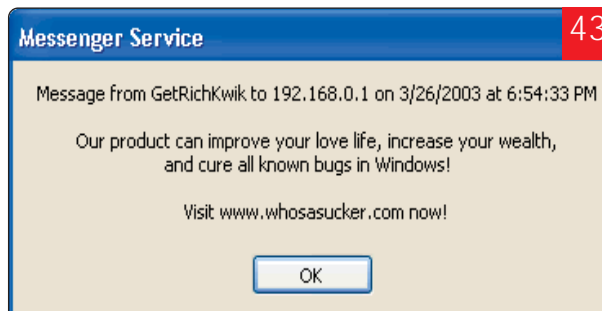 Messenger Service
43
Message from GetRichKwik to 192.168.0.1 on 3/26/2003 at 6:54:33 PM
Our product can improve your love life, increase your wealth,
and cure all known bugs in Windows!
Visit www.whosasucker.com now!
OK